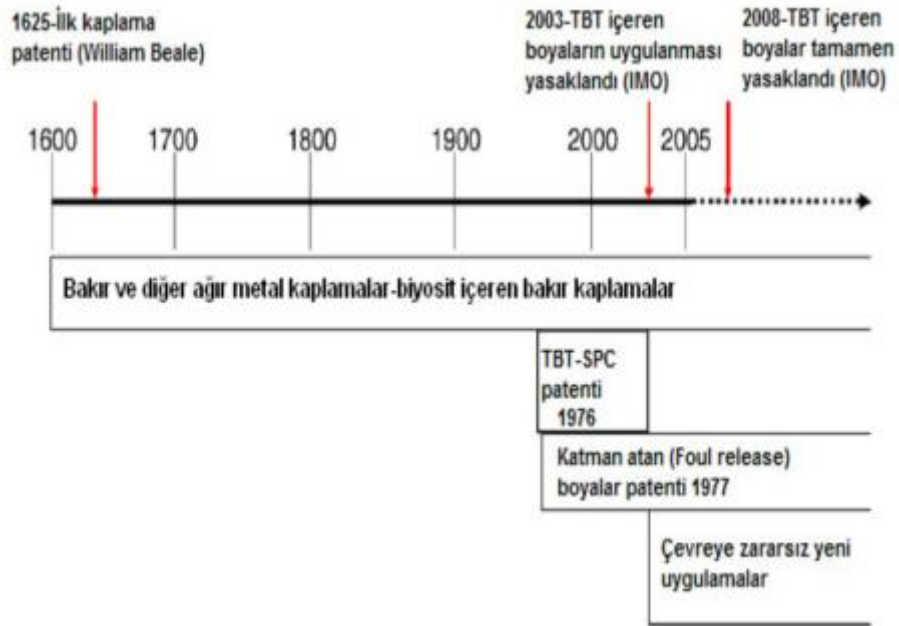 1625-İlk kaplama
patenti (William Beale)
2003-TBT içeren
boyaların uygulanması
yasaklandı (IMO)
2008-TBT içeren
boyalar tamamen
yasaklandı (IMO)
1600 1700 1800 1900 2000 2005
Bakır ve diğer ağır metal kaplamalar-biyosit içeren bakır kaplamalar
TBT-SPC
patenti
1976
Katman atan (Foul release)
boyalar patenti 1977
Çevreye zararsız yeni
uygulamalar